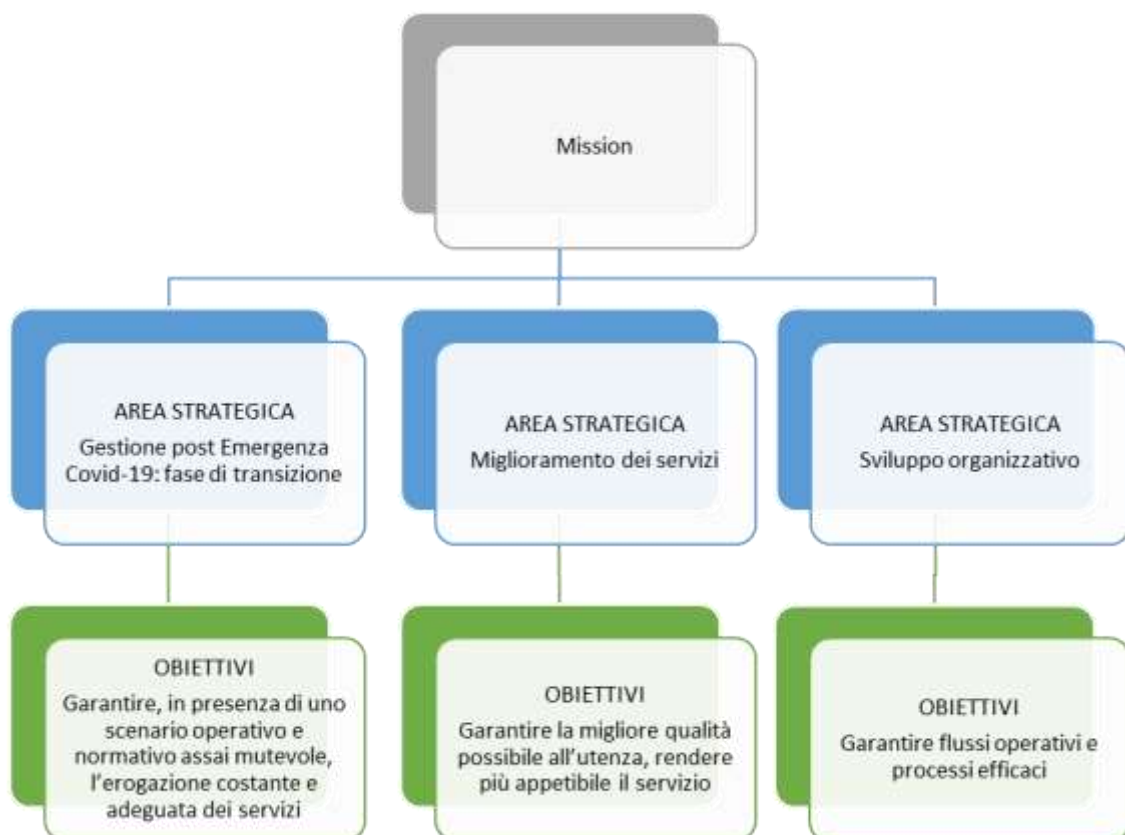 Mission
AREA STRATEGICA
Gestione post Emergenza
Covid-19: fase di transizione
AREA STRATEGICA
Miglioramento dei servizi
AREA STRATEGICA
Sviluppo organizzativo
OBIETTIVI
Garantire, in presenza di uno
scenario operativo e
normativo assai mutevole,
l'erogazione costante e
adeguata dei servizi
OBIETTIVI
Garantire la migliore qualità
possibile all'utenza, rendere
più appetibile il servizio
OBIETTIVI
Garantire flussi operativi e
processi efficaci